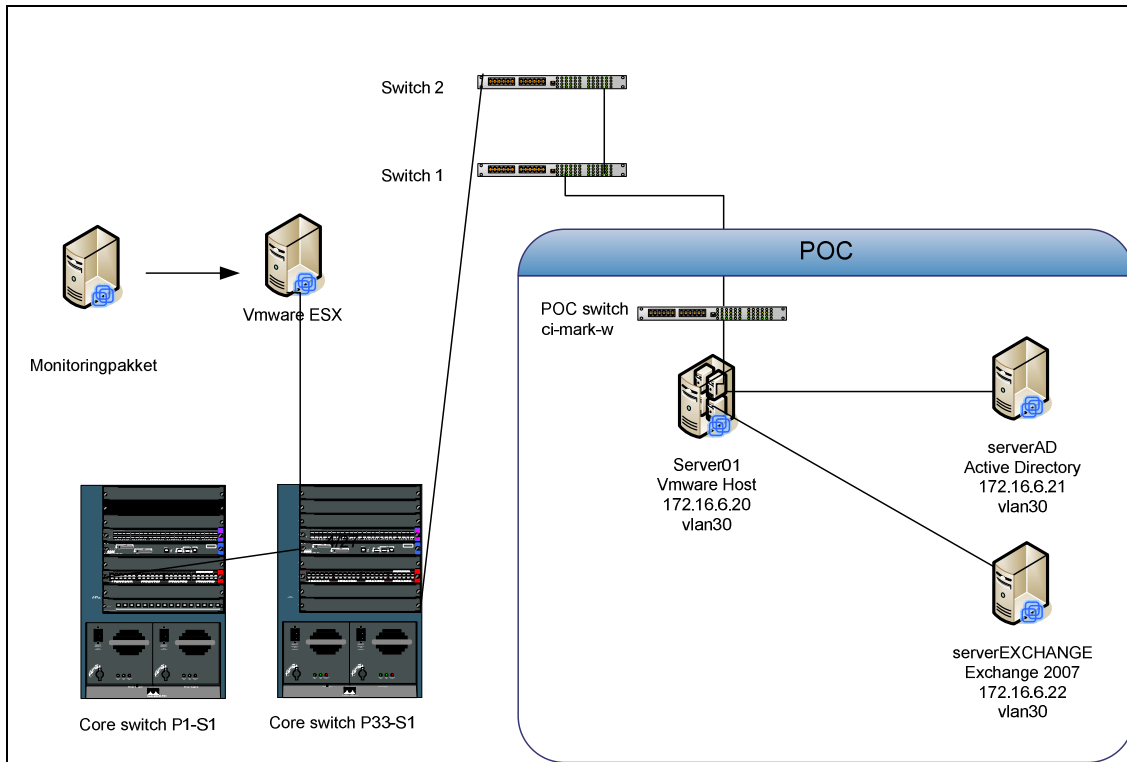 Switch 2
Switch 1
POC
POC switch
ci-mark-w
Vmware ESX
Monitoringpakket
Server01
Vmware Host
172.16.6.20
vlan30
serverAD
Active Directory
172.16.6.21
vlan30
serverEXCHANGE
Exchange 2007
172.16.6.22
vlan30
Core switch P1-S1
Core switch P33-S1